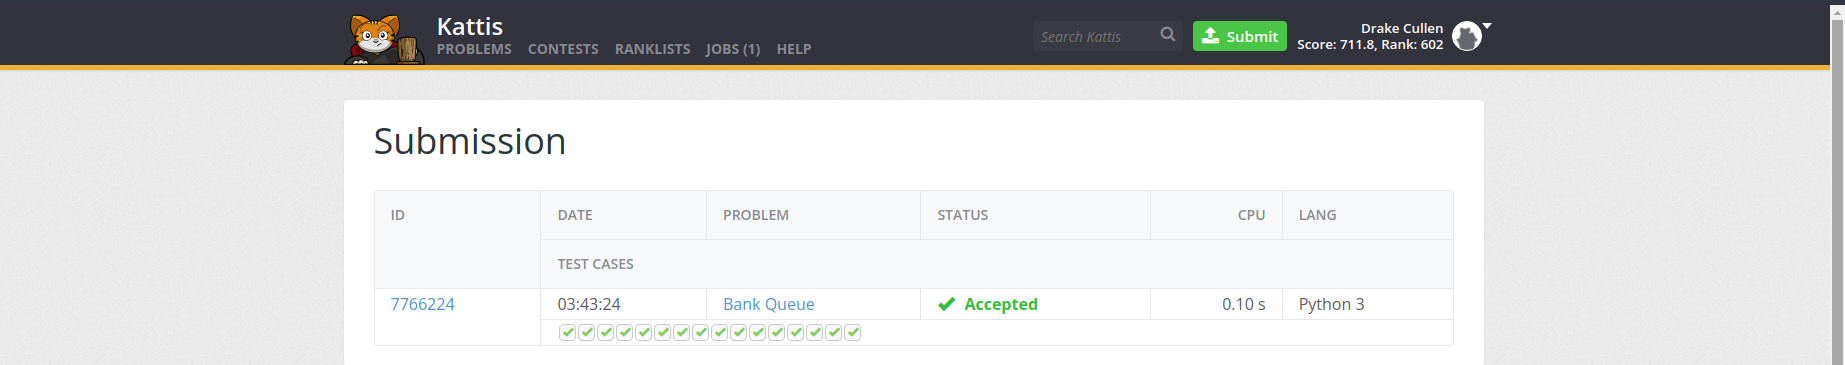 Kattis
PROBLEMS CONTESTS RANKLISTS JOBS (1) HELP
Search Kattis
Submit
Drake Cullen
Score: 711.8, Rank: 602
Submission
ID DATE PROBLEM STATUS CPU LANG
TEST CASES
7766224 03:43:24 Bank Queue Accepted 0.10 s Python 3